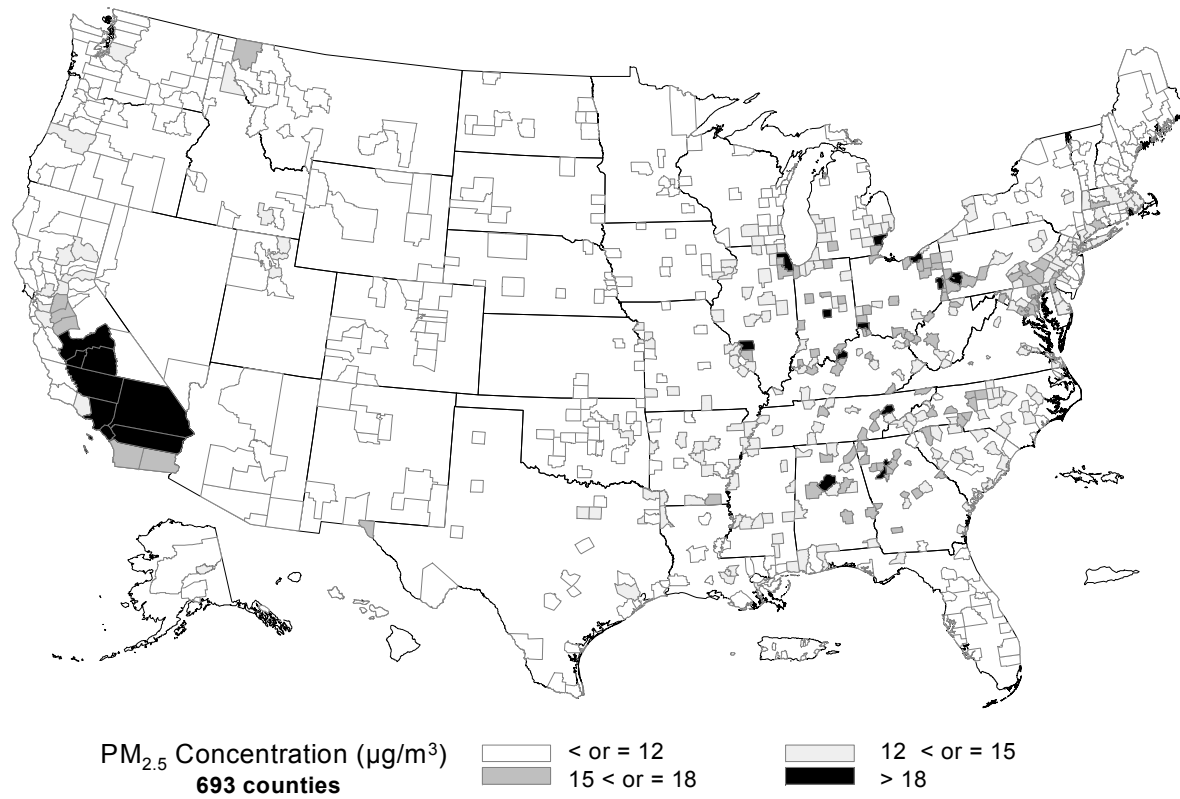 PM2.5 Concentration (µg/m3)
693 counties
< or = 12
15 < or = 18
12 < or = 15
> 18